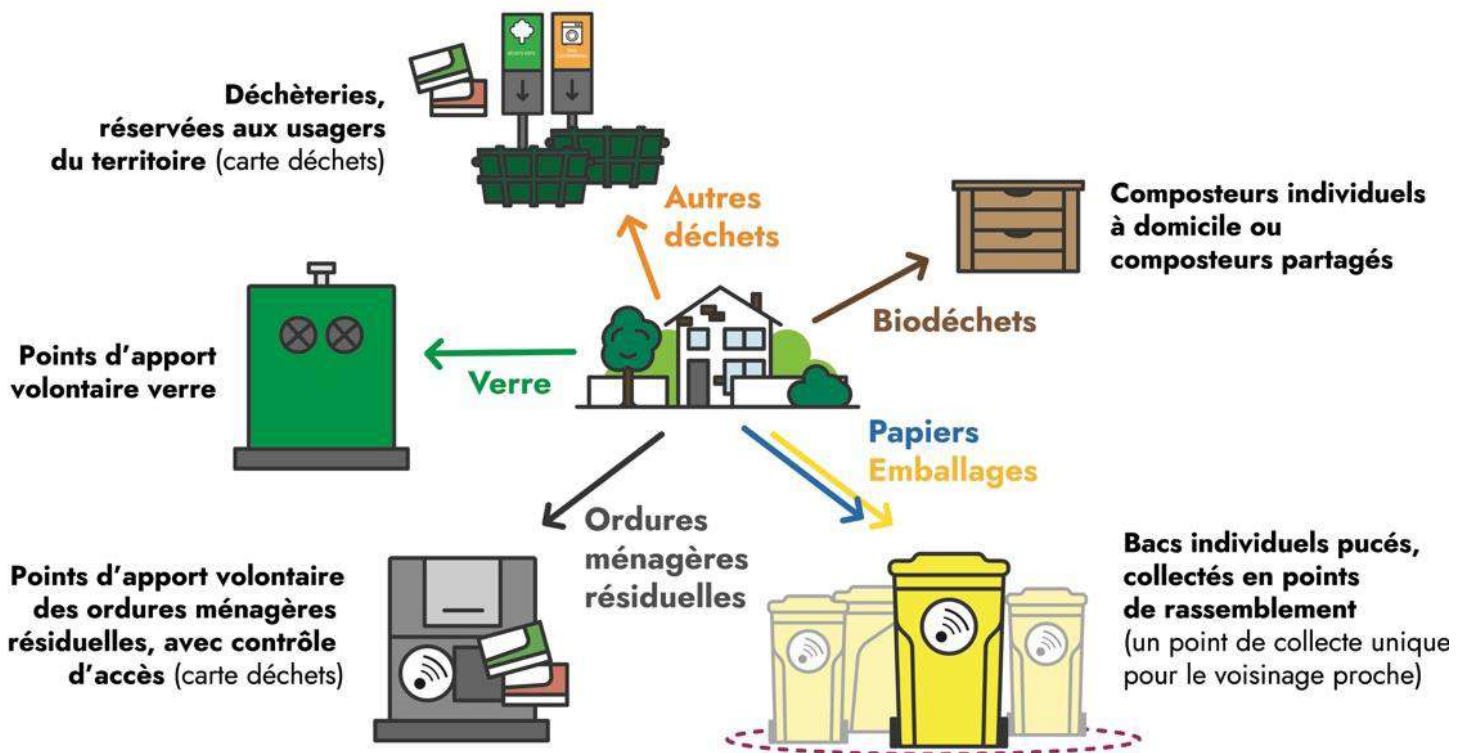 Déchèteries,
réservées aux usagers
du territoire (carte déchets)
Autres
déchets
Composteurs individuels
à domicile ou
composteurs partagés
Biodéchets
Points d'apport
volontaire verre
Verre
Papiers
Emballages
Ordures
ménagères
résiduelles
Points d'apport volontaire
des ordures ménagères
résiduelles, avec contrôle
d'accès (carte déchets)
Bacs individuels pucés,
collectés en points
de rassemblement
(un point de collecte unique
pour le voisinage proche)